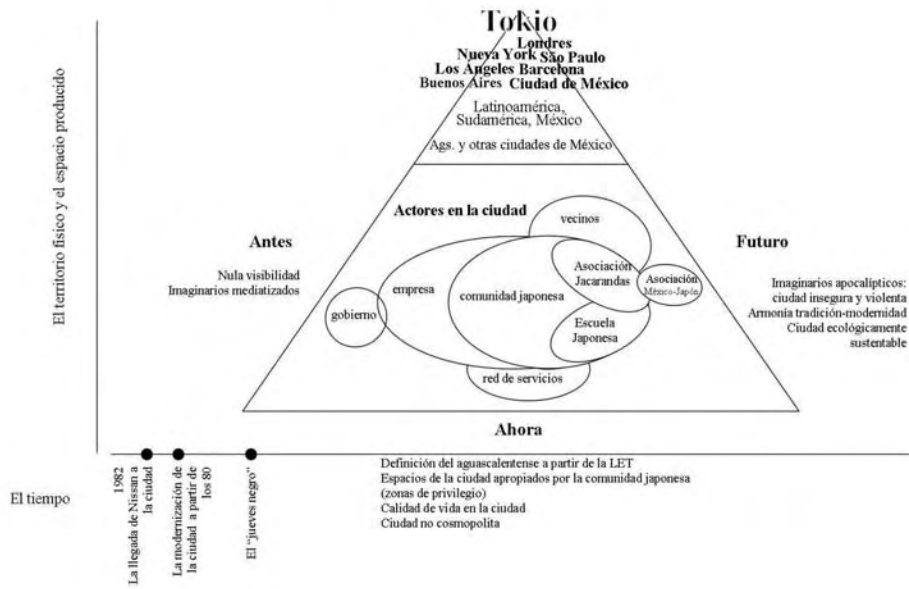 Tokio
Londres
Nueva York São Paulo
Los Ángeles Barcelona
Buenos Aires Ciudad de México
Latinoamérica,
Sudamérica, México
Ags. y otras ciudades de México
El territorio físico y el espacio producido
Actores en la ciudad
vecinos
Antes
Nula visibilidad
Imaginarios mediatizados
gobierno
empresa
comunidad japonesa
Asociación
Jacarandas
Asociación
México-Japón
Escuela
Japonesa
red de servicios
Futuro
Imaginarios apocalípticos:
ciudad insegura y violenta
Armonía tradición-modernidad
Ciudad ecológicamente
sustentable
Ahora
Definición del aguascalentense a partir de la LET
Espacios de la ciudad apropiados por la comunidad japonesa
(zonas de privilegio)
Calidad de vida en la ciudad
Ciudad no cosmopolita
El tiempo
1982
La llegada de Nissan a
la ciudad
La modernización de
la ciudad a partir de
los 80
El "jueves negro"